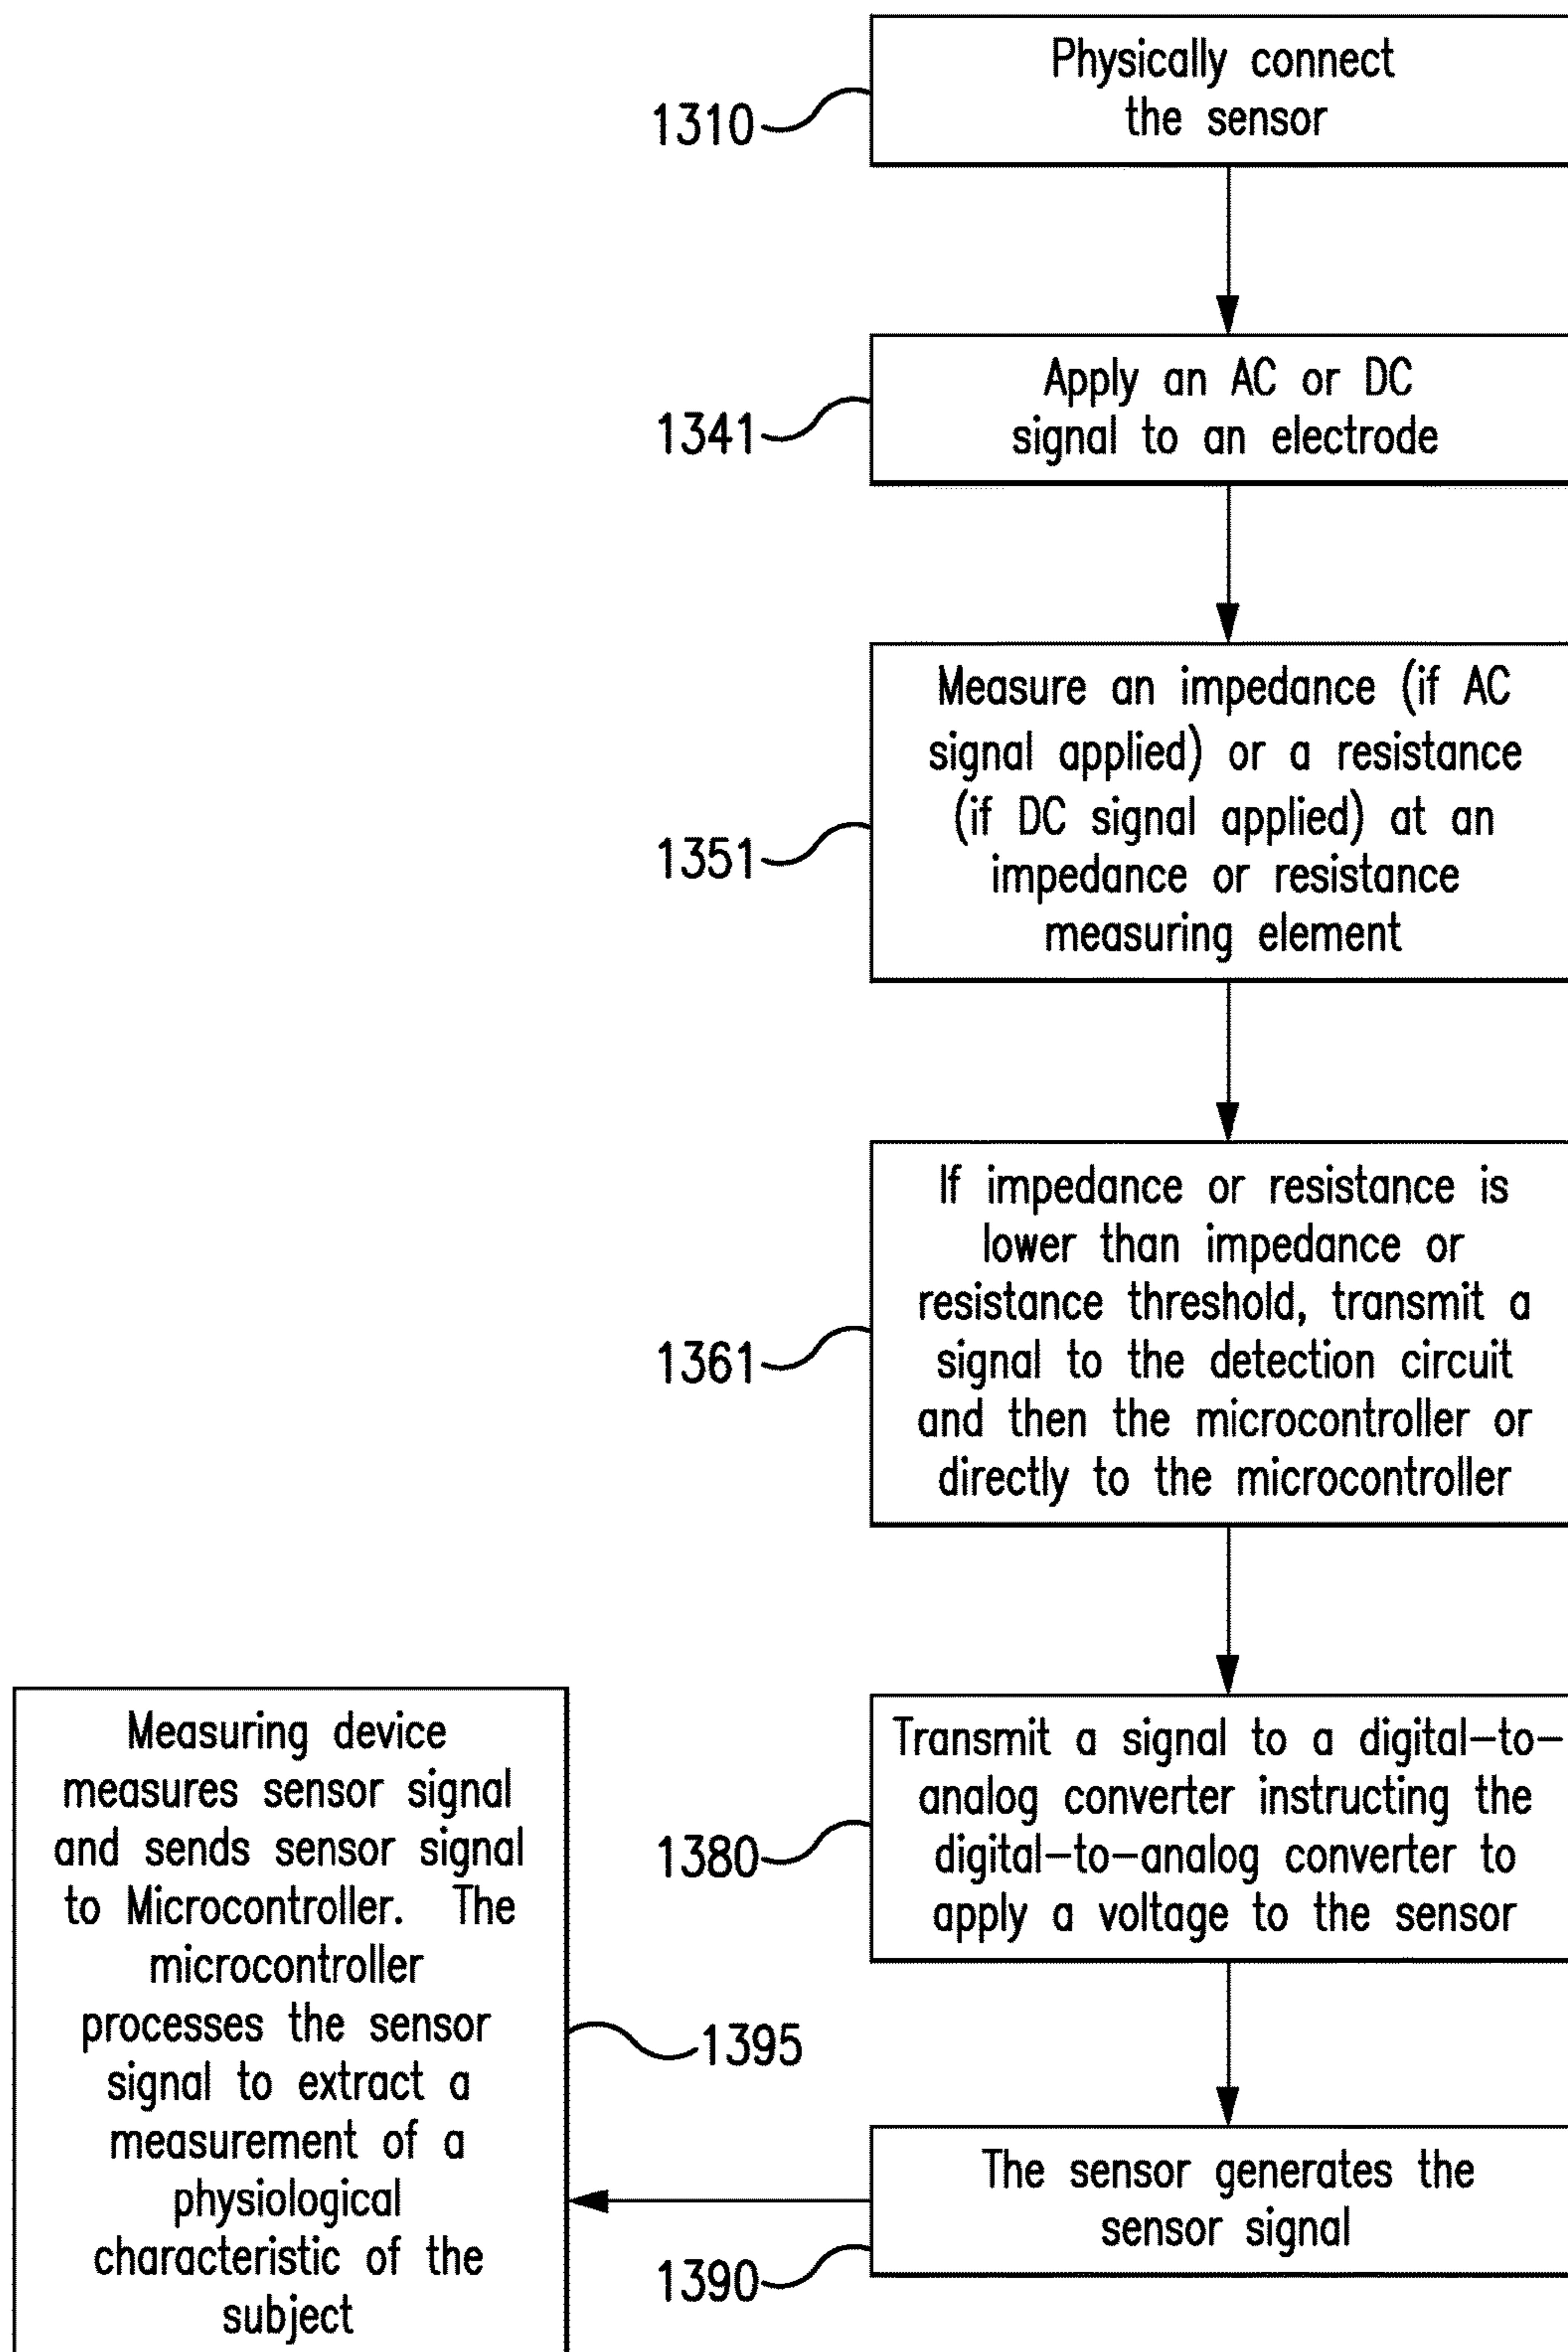 Physically connect
the sensor
1310
Apply an AC or DC
signal to an electrode
1341
Measure an impedance (if AC
signal applied) or a resistance
(if DC signal applied) at an
impedance or resistance
measuring element
1351
If impedance or resistance is
lower than impedance or
resistance threshold, transmit a
signal to the detection circuit
and then the microcontroller or
directly to the microcontroller
1361
Transmit a signal to a digital-to-
analog converter instructing the
digital-to-analog converter to
apply a voltage to the sensor
1380
The sensor generates the
sensor signal
1390
Measuring device
measures sensor signal
and sends sensor signal
to Microcontroller. The
microcontroller
processes the sensor
signal to extract a
measurement of a
physiological
characteristic of the
subject
1395